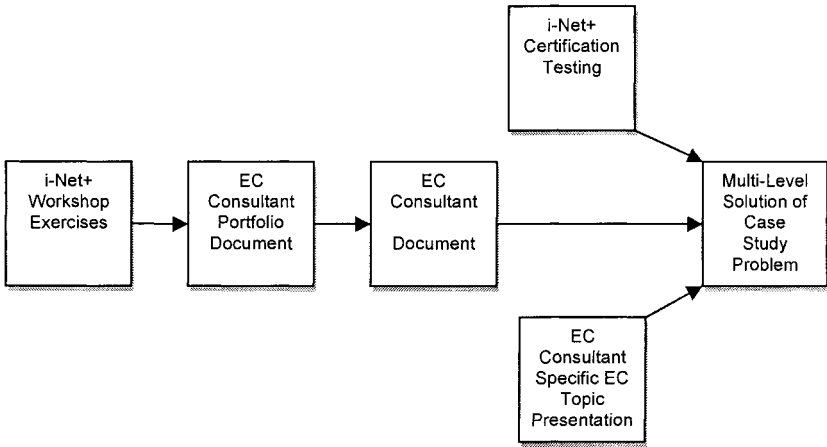 i-Net+
Certification
Testing
i-Net+
Workshop
Exercises
EC
Consultant
Portfolio
Document
EC
Consultant
Document
Multi-Level
Solution of
Case
Study
Problem
EC
Consultant
Specific EC
Topic
Presentation